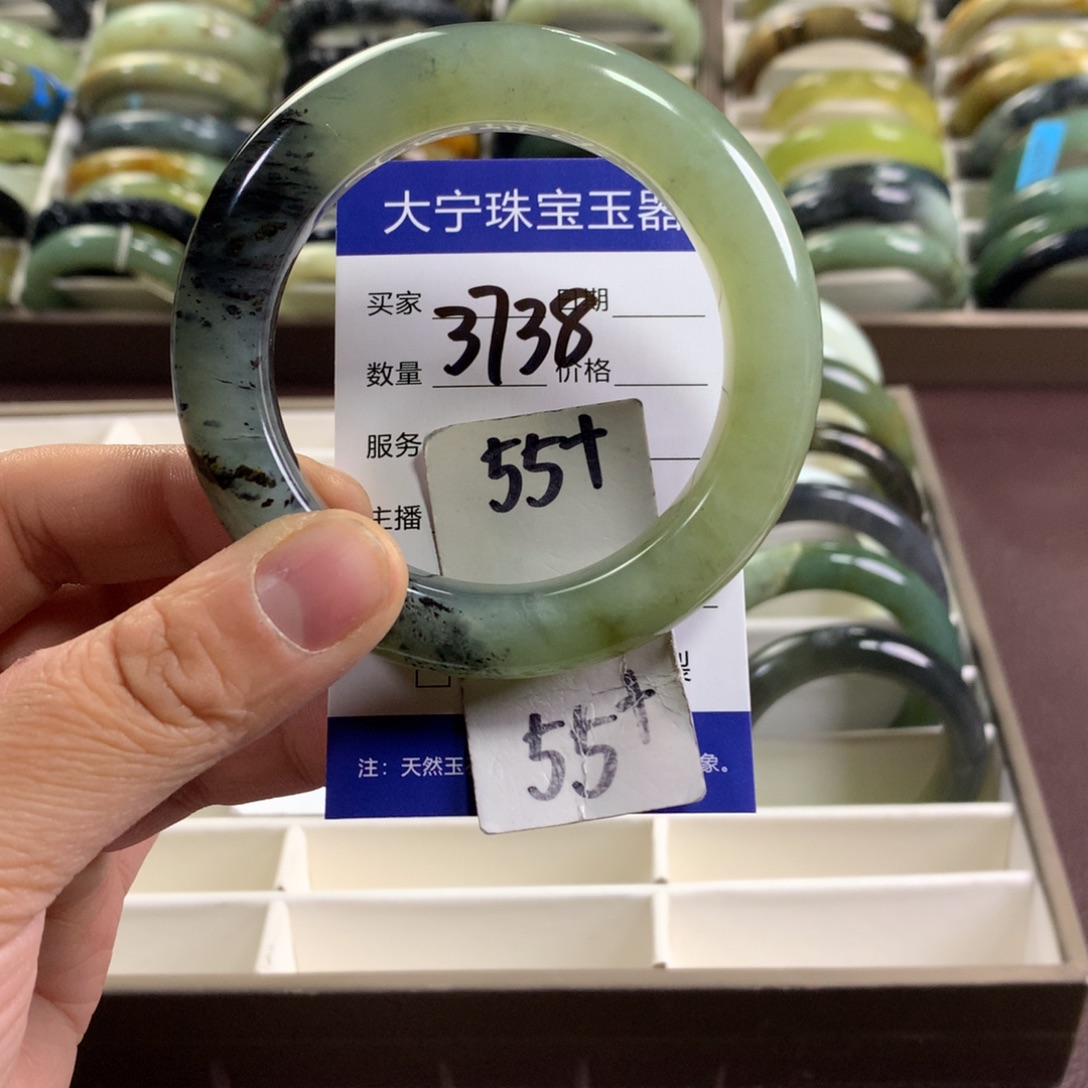 大宁珠宝玉器
买家 3738 日期
数量 价格
服务
55+
主播
55+
注：天然玉 象。